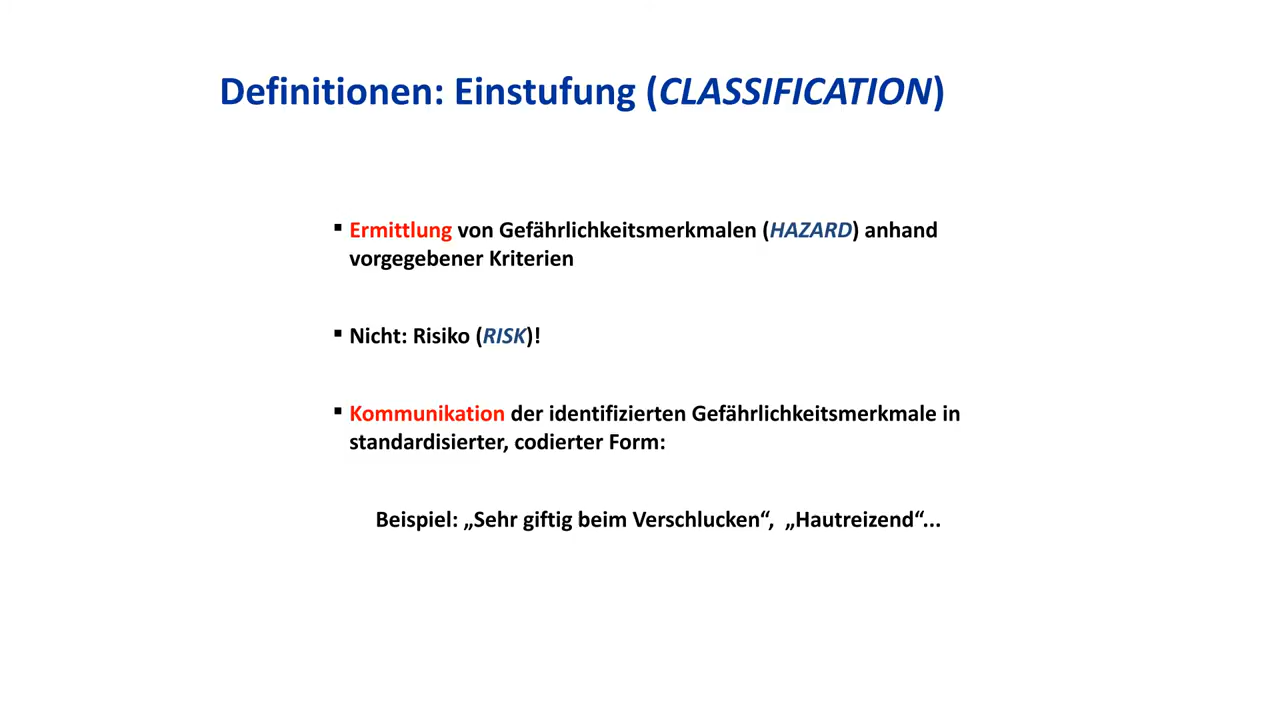 Definitionen: Einstufung (CLASSIFICATION)
▪ Ermittlung von Gefährlichkeitsmerkmalen (HAZARD) anhand
vorgegebener Kriterien
▪ Nicht: Risiko (RISK)!
▪ Kommunikation der identifizierten Gefährlichkeitsmerkmale in
standardisierter, codierter Form:
Beispiel: „Sehr giftig beim Verschlucken“, „Hautreizend“...